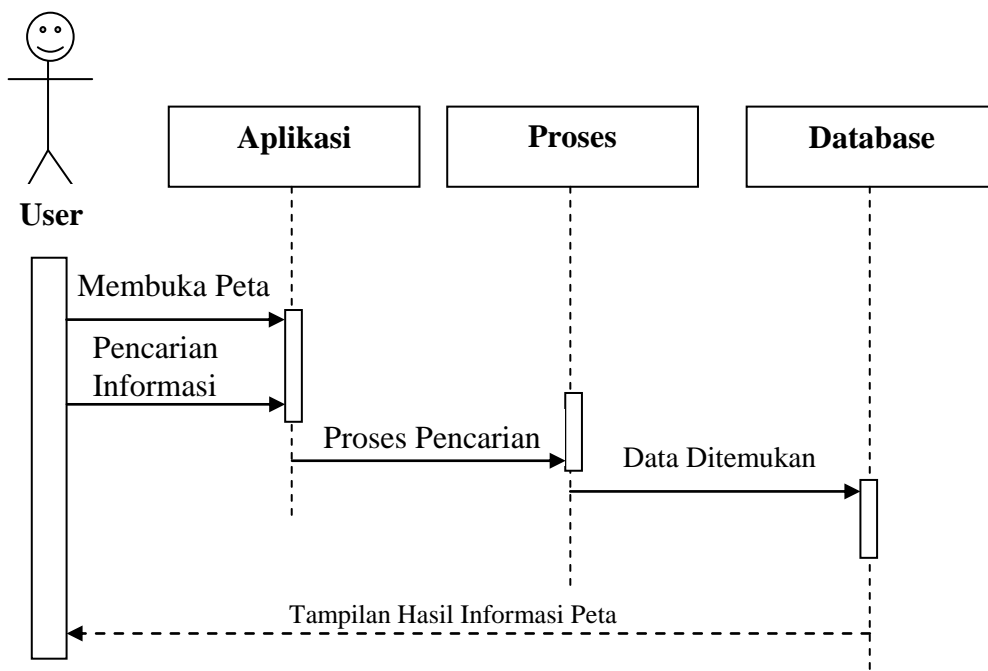 Aplikasi
Proses
Database
User
Membuka Peta
Pencarian
Informasi
Proses Pencarian
Data Ditemukan
Tampilan Hasil Informasi Peta